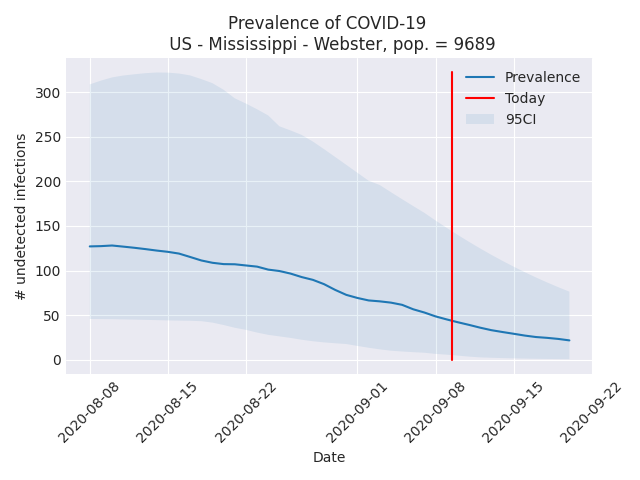 Prevalence of COVID-19
US - Mississippi - Webster, pop. = 9689
Prevalence
Today
95CI
# undetected infections
300
250
200
150
100
50
0
2020-08-08
2020-08-15
2020-08-22
2020-09-01
2020-09-08
2020-09-15
2020-09-22
Date